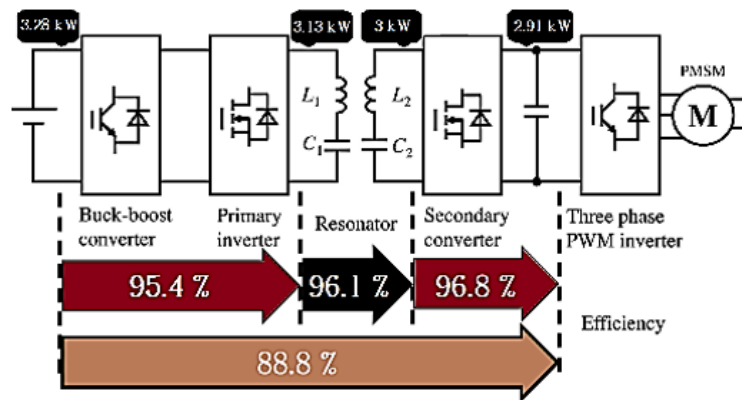 3.28 kW
3.13 kW
3 kW
2.91 kW
PMSM
L1
L2
M
C1
C2
Buck-boost
converter
Primary
inverter
Resonator
Secondary
converter
Three phase
PWM inverter
95.4 %
96.1 %
96.8 %
Efficiency
88.8 %